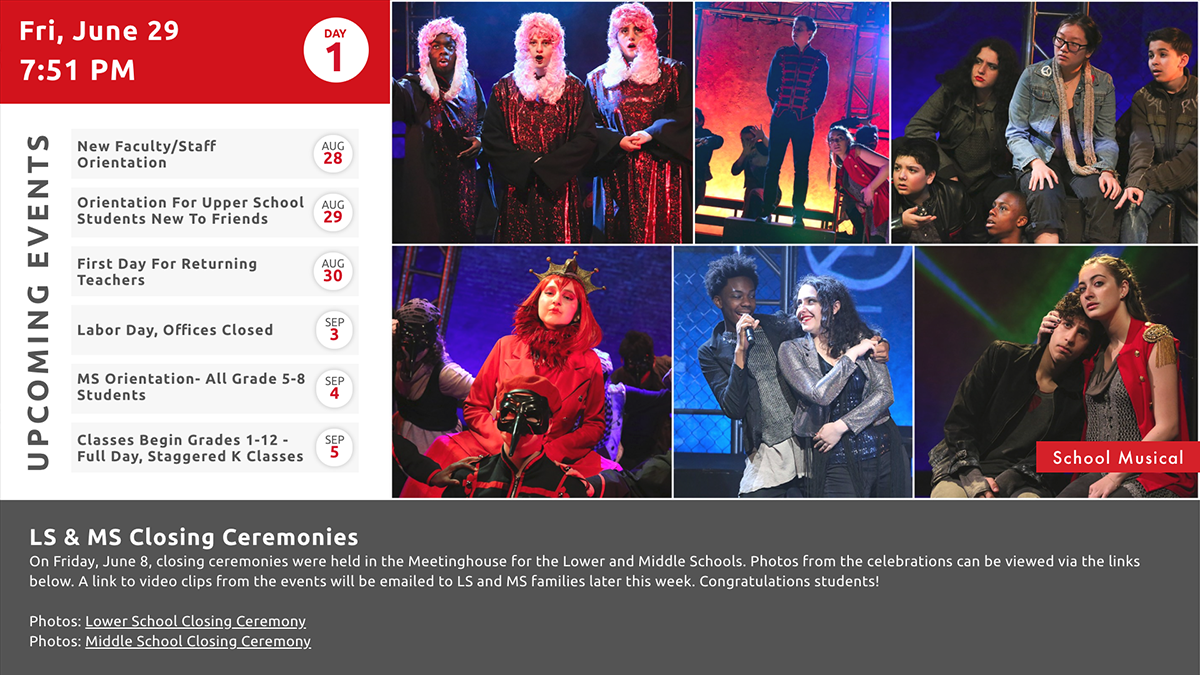 Fri, June 29
7:51 PM
DAY
1
UPCOMING EVENTS
New Faculty/Staff
Orientation
AUG
28
Orientation For Upper School
Students New To Friends
AUG
29
First Day For Returning
Teachers
AUG
30
Labor Day, Offices Closed
SEP
3
MS Orientation- All Grade 5-8
Students
SEP
4
Classes Begin Grades 1-12 -
Full Day, Staggered K Classes
SEP
5
School Musical
LS & MS Closing Ceremonies
On Friday, June 8, closing ceremonies were held in the Meetinghouse for the Lower and Middle Schools. Photos from the celebrations can be viewed via the links
below. A link to video clips from the events will be emailed to LS and MS families later this week. Congratulations students!
Photos: Lower School Closing Ceremony
Photos: Middle School Closing Ceremony